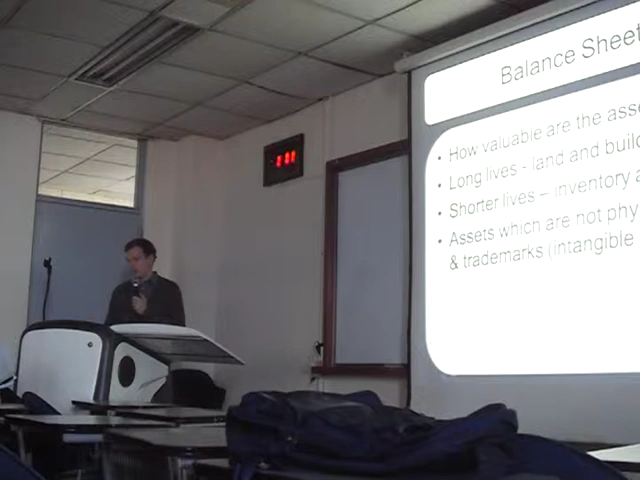 Balance Sheet
• How valuable are the asse
• Long lives - land and build
• Shorter lives – inventory a
• Assets which are not phy
& trademarks (intangible